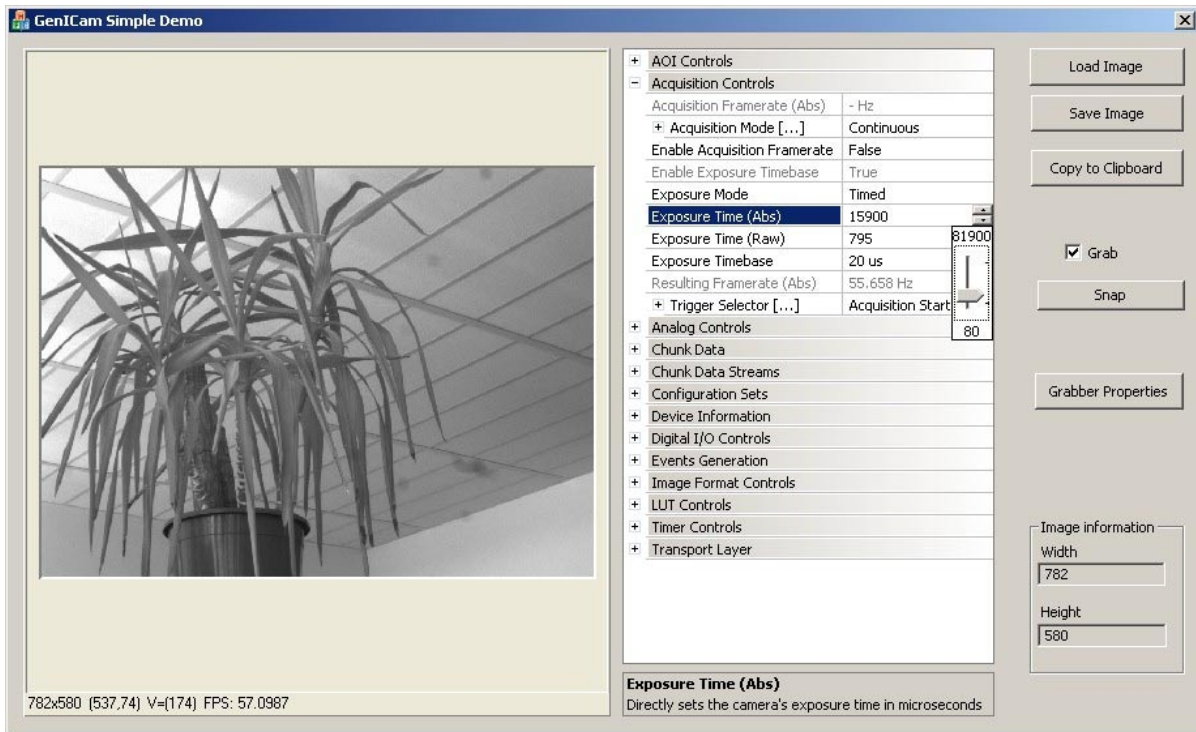 GenICam Simple Demo
AOI Controls
Acquisition Controls
Acquisition Framerate (Abs) - Hz
Acquisition Mode [...] Continuous
Enable Acquisition Framerate False
Enable Exposure Timebase True
Exposure Mode Timed
Exposure Time (Abs) 15900
Exposure Time (Raw) 795
81900
Exposure Timebase 20 us
Resulting Framerate (Abs) 55.658 Hz
Trigger Selector [...] Acquisition Start
80
Analog Controls
Chunk Data
Chunk Data Streams
Configuration Sets
Device Information
Digital I/O Controls
Events Generation
Image Format Controls
LUT Controls
Timer Controls
Transport Layer
Exposure Time (Abs)
Directly sets the camera's exposure time in microseconds
Load Image
Save Image
Copy to Clipboard
Grab
Snap
Grabber Properties
Image information
Width
782
Height
580
782x580 (537,74) V=(174) FPS: 57.0987